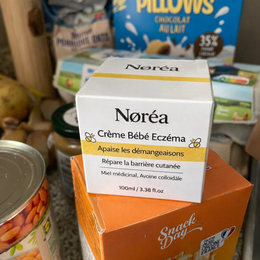 PILLOWS
CHOCOLAT
AU LAIT
35%
Noréa
Nøréa
Crème Bébé Eczéma
Apaise les démangeaisons
Répare la barrière cutanée
Miel médicinal, Avoine colloïdale
100ml / 3.38 fl.oz
Snack
Day